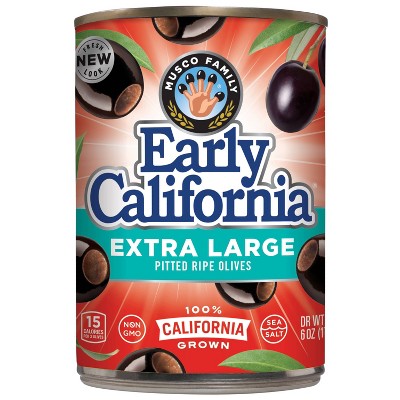 FRESH
NEW
LOOK
MUSCO FAMILY
Early
California
EXTRA LARGE
PITTED RIPE OLIVES
100%
CALIFORNIA
GROWN
15
CALORIES
NON
GMO
SEA
SALT
DR WT
6 OZ (1